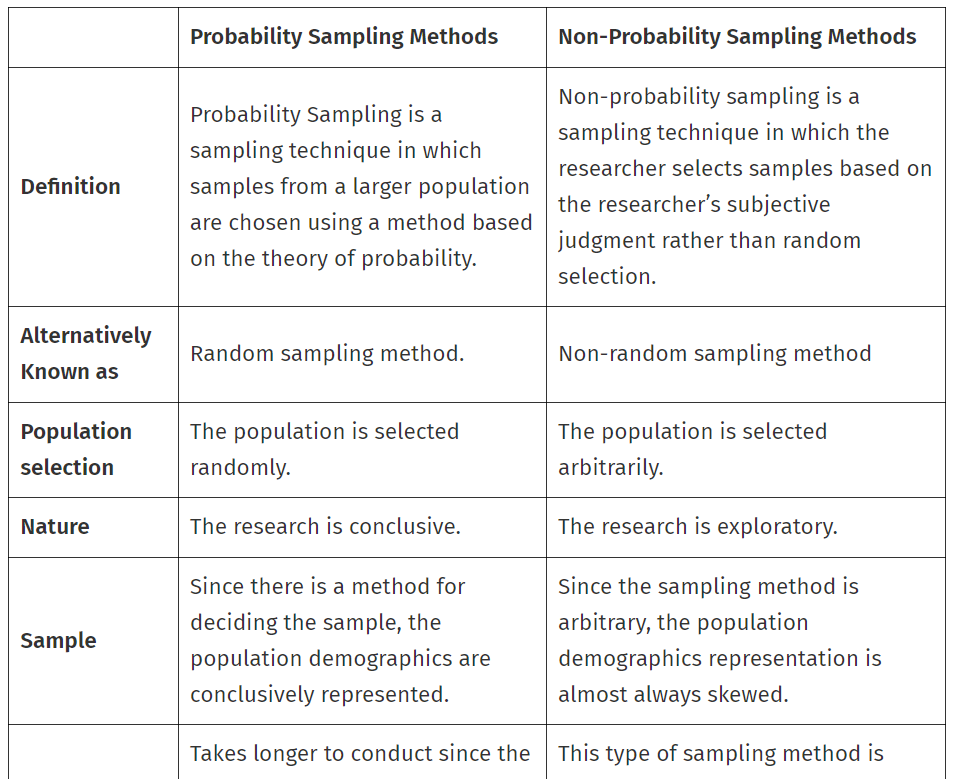 Probability Sampling Methods
Non-Probability Sampling Methods
Definition
Probability Sampling is a
sampling technique in which
samples from a larger population
are chosen using a method based
on the theory of probability.
Non-probability sampling is a
sampling technique in which the
researcher selects samples based on
the researcher’s subjective
judgment rather than random
selection.
Alternatively
Known as
Random sampling method.
Non-random sampling method
Population
selection
The population is selected
randomly.
The population is selected
arbitrarily.
Nature
The research is conclusive.
The research is exploratory.
Sample
Since there is a method for
deciding the sample, the
population demographics are
conclusively represented.
Since the sampling method is
arbitrary, the population
demographics representation is
almost always skewed.
Takes longer to conduct since the
This type of sampling method is